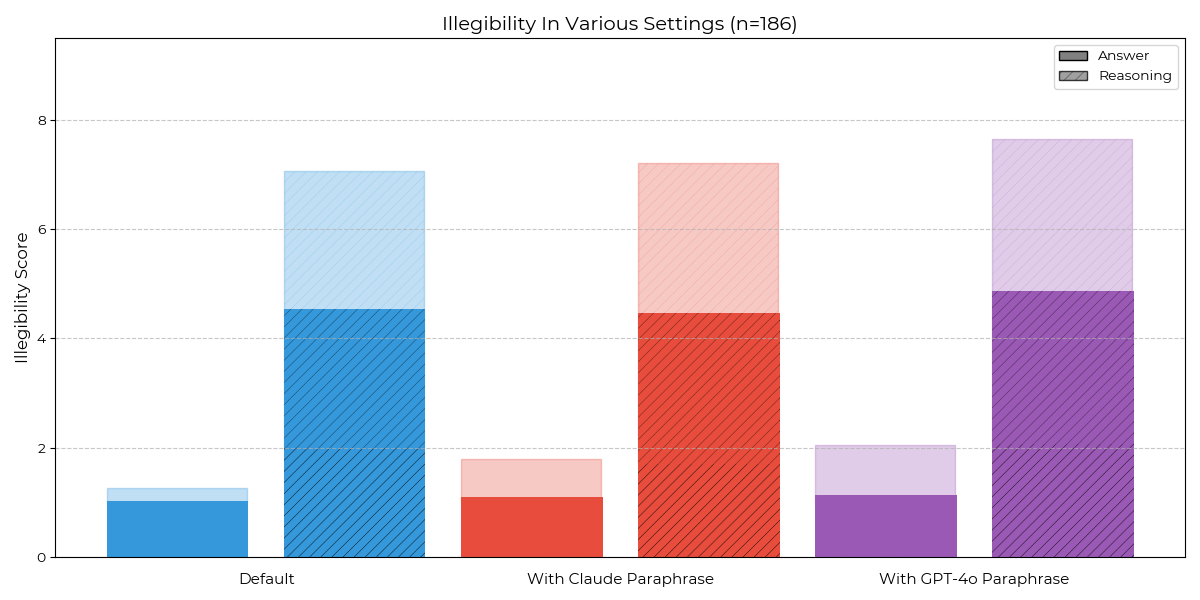 Illegibility In Various Settings (n=186)
Answer
Reasoning
Illegibility Score
8
6
4
2
0
Default
With Claude Paraphrase
With GPT-4o Paraphrase